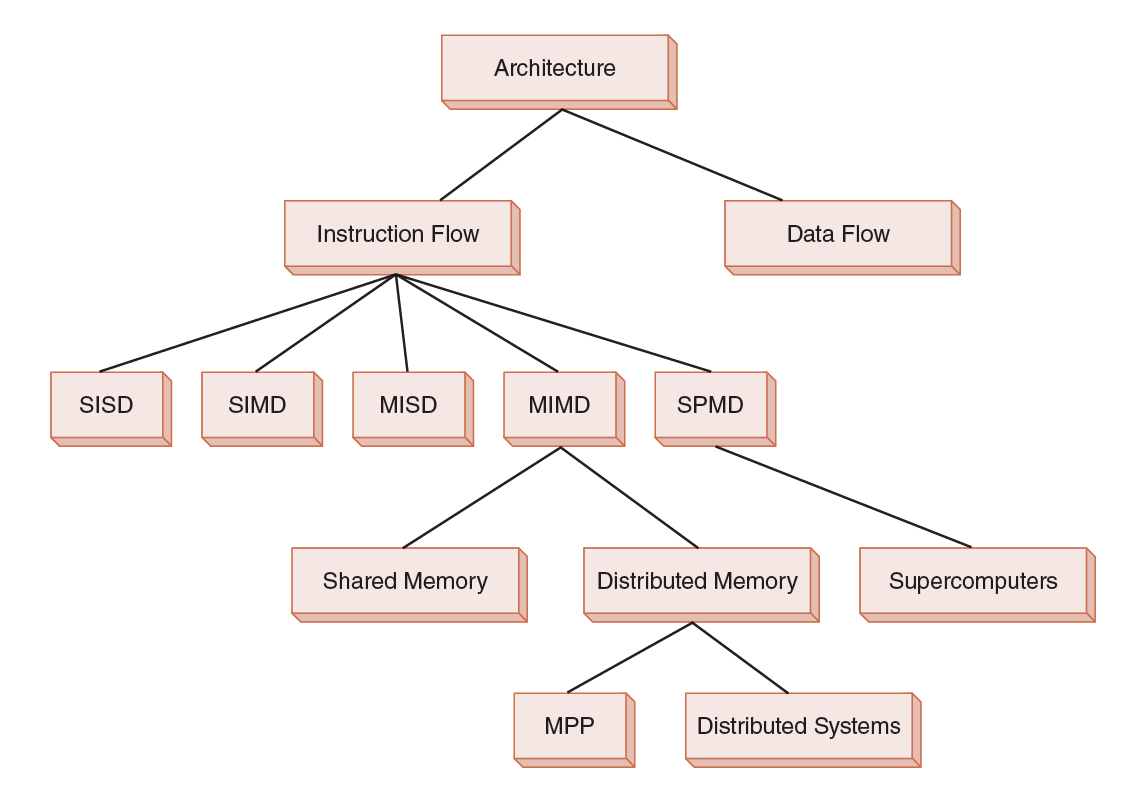 Architecture
Instruction Flow
Data Flow
SISD
SIMD
MISD
MIMD
SPMD
Shared Memory
Distributed Memory
Supercomputers
MPP
Distributed Systems